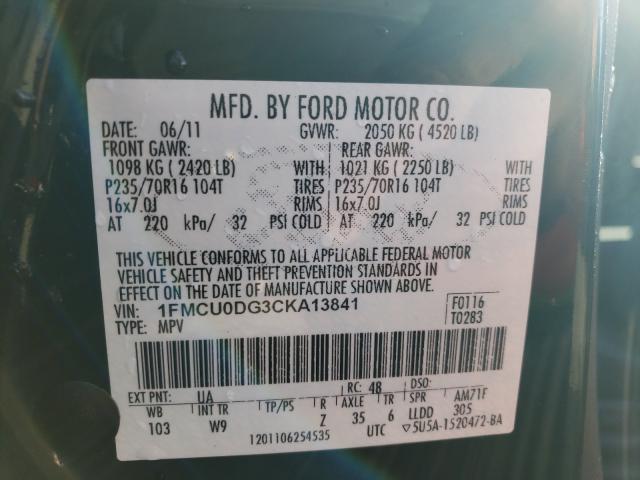 MFD. BY FORD MOTOR CO.
DATE: 06/11 GVWR: 2050 KG ( 4520 LB)
FRONT GAWR: REAR GAWR:
1098 KG ( 2420 LB) WITH 1021 KG ( 2250 LB) WITH
P235/70R16 104T TIRES P235/70R16 104T TIRES
16x7.0J RIMS 16x7.0J RIMS
AT 220 kPa/ 32 PSI COLD AT 220 kPa/ 32 PSI COLD
THIS VEHICLE CONFORMS TO ALL APPLICABLE FEDERAL MOTOR
VEHICLE SAFETY AND THEFT PREVENTION STANDARDS IN EFFECT
ON THE DATE OF MANUFACTURE SHOWN ABOVE.
VIN: 1FMCU0DG3CKA13841 F0116
TYPE: MPV T0283
EXT PNT: UA RC: 48 DSO:
WB INT TR TP/PS R AXLE TR SPR AM71F
103 W9 Z 35 6 LLDD 305
1201106254535 UTC ▽5U5A-1520472-BA